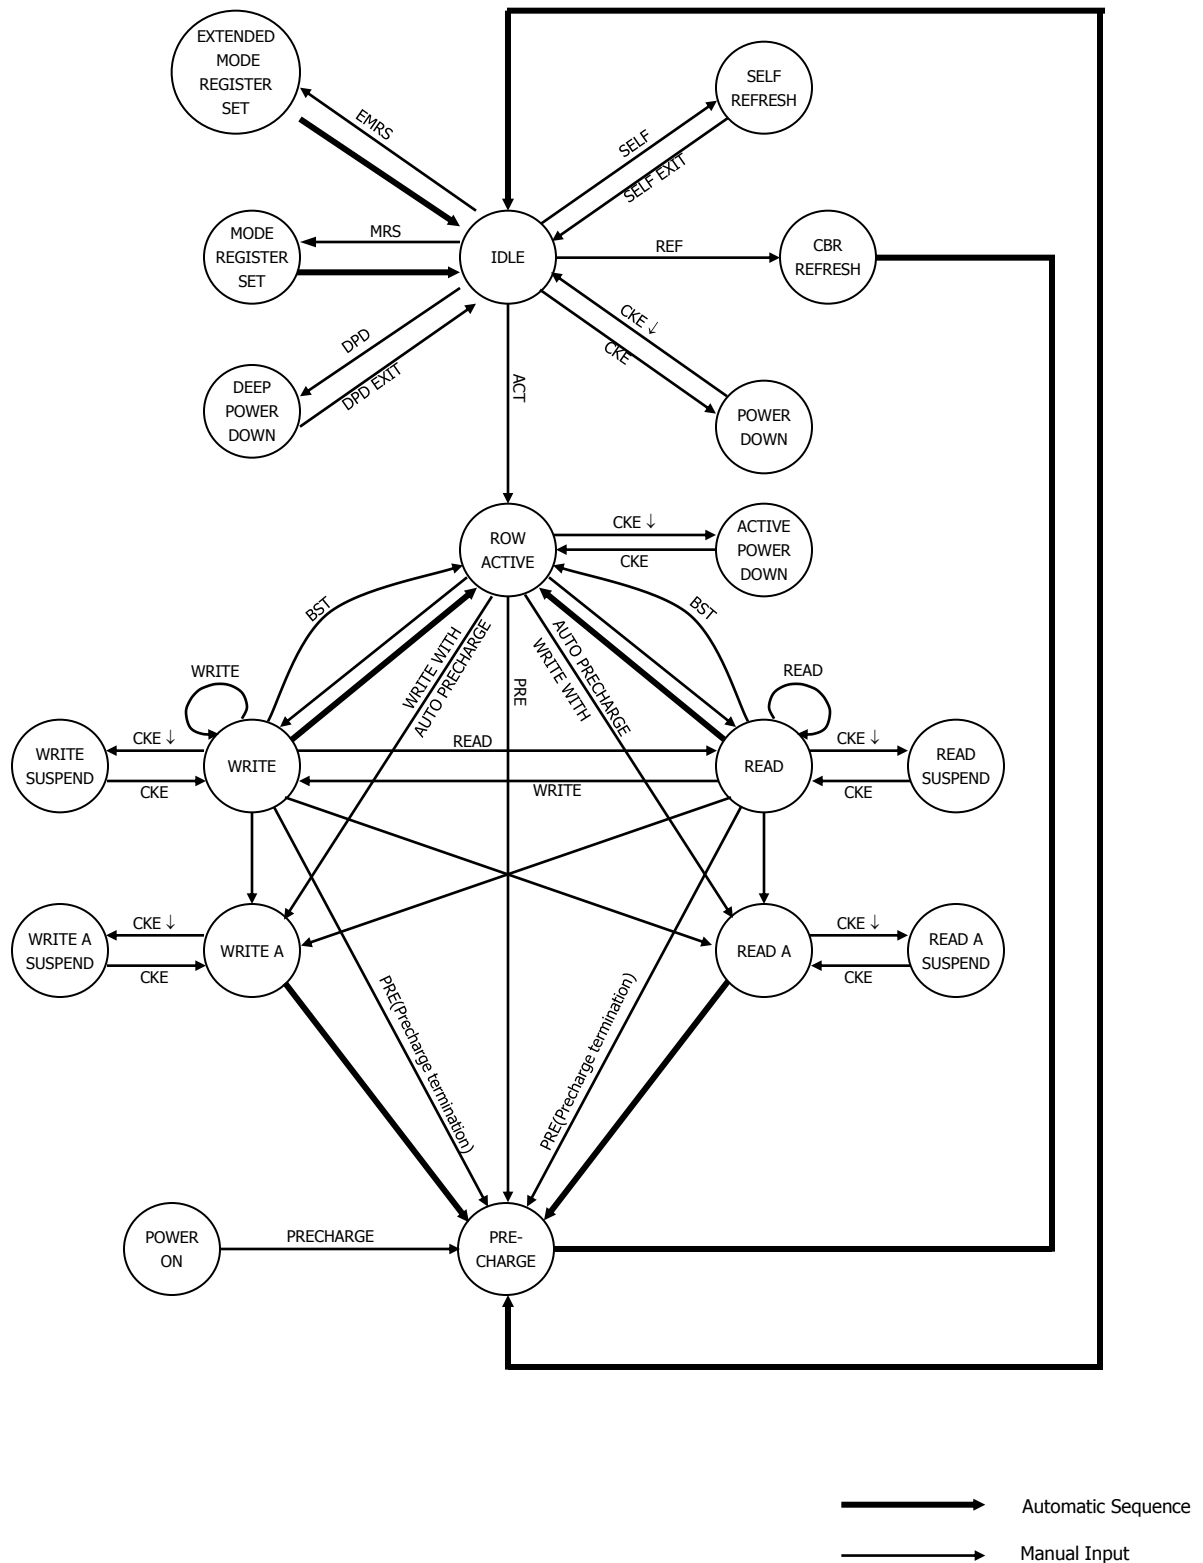 EXTENDED
MODE
REGISTER
SET
EMRS
SELF
REFRESH
SELF
SELF EXIT
MODE
REGISTER
SET
MRS
IDLE
REF
CBR
REFRESH
DPD
DPD EXIT
DEEP
POWER
DOWN
CKE ↓
CKE
POWER
DOWN
ACT
ROW
ACTIVE
CKE ↓
CKE
ACTIVE
POWER
DOWN
BST
BST
WRITE WITH
AUTO PRECHARGE
PRE
AUTO PRECHARGE
WRITE WITH
WRITE
READ
WRITE
SUSPEND
CKE ↓
CKE
WRITE
READ
WRITE
READ
CKE ↓
CKE
READ
SUSPEND
WRITE A
SUSPEND
CKE ↓
CKE
WRITE A
READ A
CKE ↓
CKE
READ A
SUSPEND
PRE(Precharge termination)
PRE(Precharge termination)
POWER
ON
PRECHARGE
PRE-
CHARGE
Automatic Sequence
Manual Input